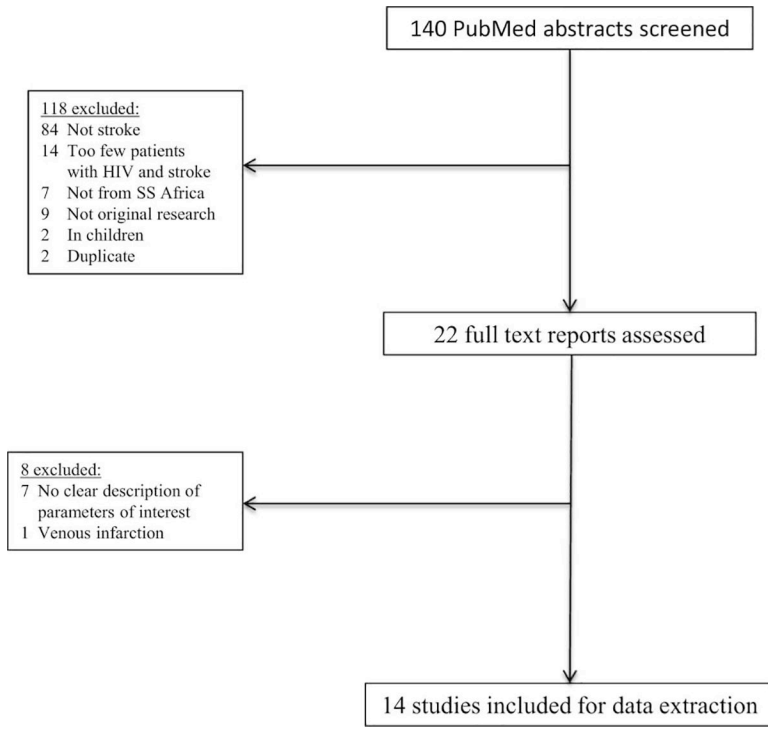 140 PubMed abstracts screened
118 excluded:
84 Not stroke
14 Too few patients
with HIV and stroke
7 Not from SS Africa
9 Not original research
2 In children
2 Duplicate
22 full text reports assessed
8 excluded:
7 No clear description of
parameters of interest
1 Venous infarction
14 studies included for data extraction